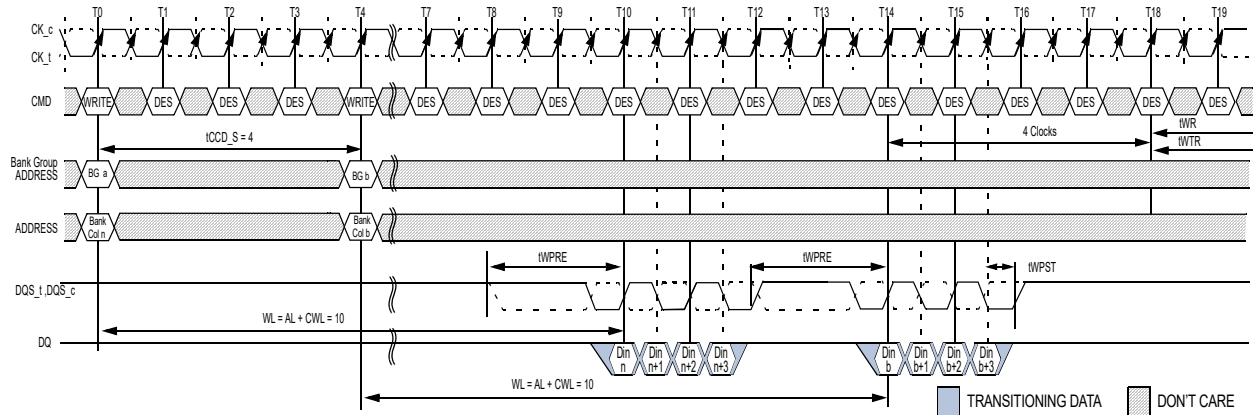 T0 T1 T2 T3 T4 T7 T8 T9 T10 T11 T12 T13 T14 T15 T16 T17 T18 T19
CK_c
CK_t
CMD WRITE DES DES DES WRITE DES DES DES DES DES DES DES DES DES DES DES DES DES
tCCD_S = 4 4 Clocks tWR
tWTR
Bank Group
ADDRESS BG a BG b
ADDRESS Bank
Col n Bank
Col b
tWPRE tWPRE tWPST
DQS_t ,DQS_c
WL = AL + CWL = 10
DQ Din
n Din
n+1 Din
n+2 Din
n+3 Din
b Din
b+1 Din
b+2 Din
b+3
WL = AL + CWL = 10
TRANSITIONING DATA DON'T CARE